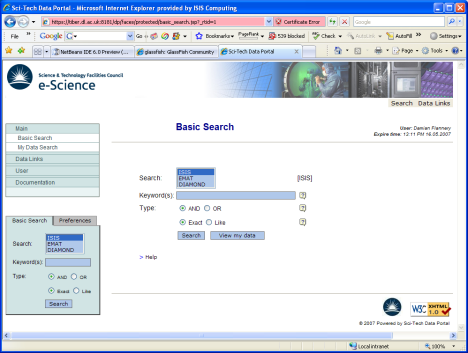 Sci-Tech Data Portal - Microsoft Internet Explorer provided by ISIS Computing
https://tiber.dl.ac.uk:8181/dp/faces/protected/basic_search.jsp?_rtid=1
Certificate Error
Google
File »
Google
Go
Bookmarks
PageRank
539 blocked
Check
AutoLink
AutoFill
Settings
NetBeans IDE 6.0 Preview (...
glassfish: GlassFish Community
Sci-Tech Data Portal
Page
Tools
Science & Technology Facilities Council
e-Science
Search Data Links
Main
Basic Search
My Data Search
Data Links
User
Documentation
Basic Search
User: Damian Flannery
Expire time: 12:11 PM 16.05.2007
Search:
ISIS
EMAT
DIAMOND
[ISIS]
Keyword(s):
Type:
AND OR
Exact Like
Search View my data
> Help
Basic Search Preferences
Search:
ISIS
EMAT
DIAMOND
Keyword(s):
Type:
AND OR
Exact Like
Search
W3C XHTML 1.0
© 2007 Powered by Sci-Tech Data Portal
Local intranet
100%